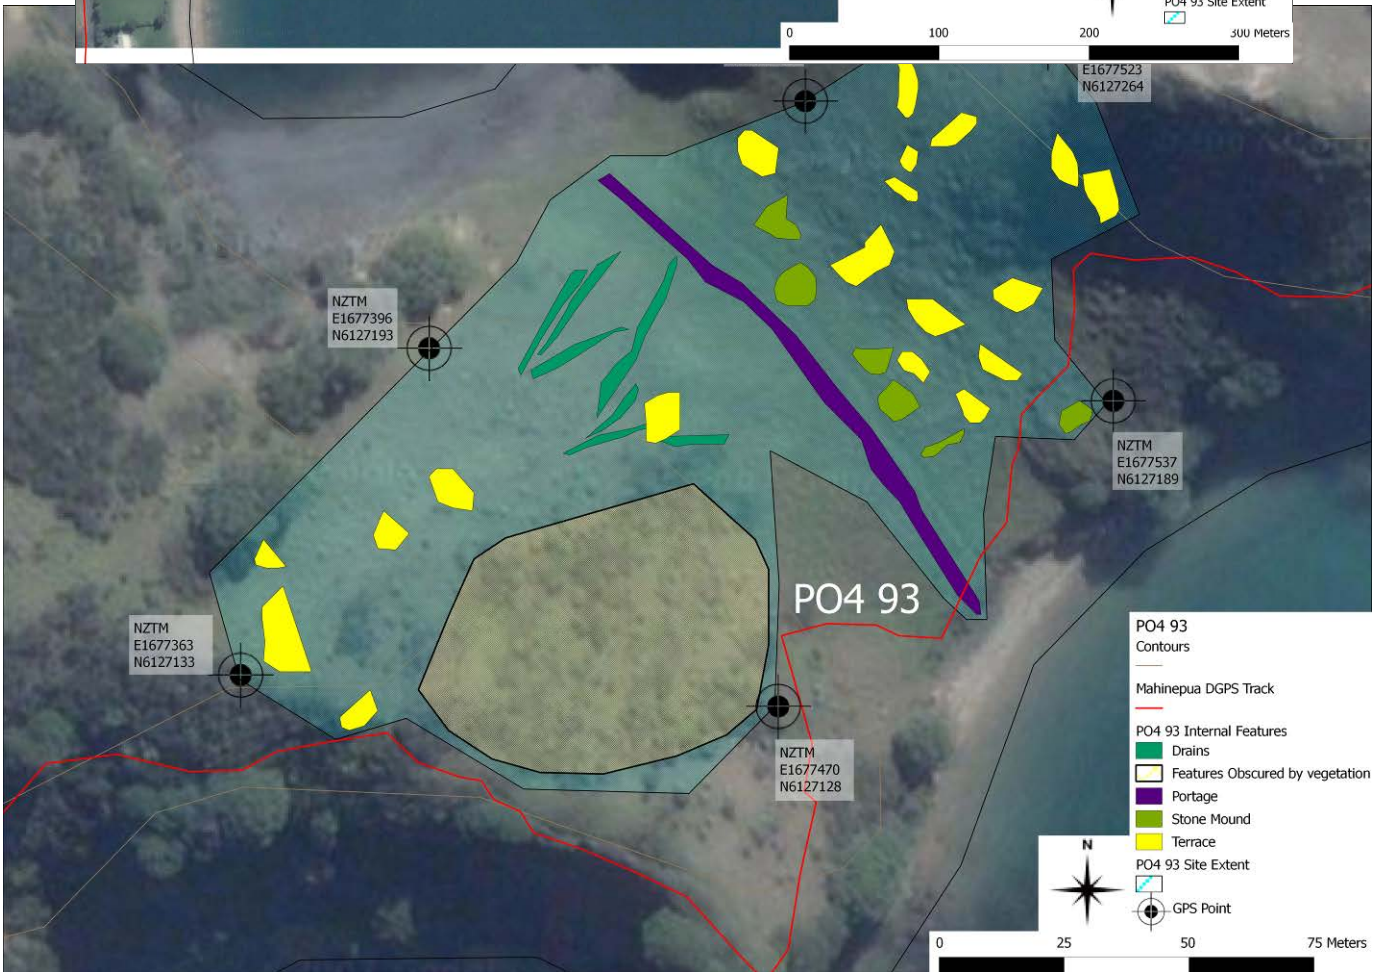 PO4 93 Site Extent
0 100 200 300 Meters
E1677523
N6127264
NZTM
E1677396
N6127193
NZTM
E1677537
N6127189
PO4 93
NZTM
E1677363
N6127133
NZTM
E1677470
N6127128
PO4 93
Contours
Mahinepua DGPS Track
PO4 93 Internal Features
Drains
Features Obscured by vegetation
Portage
Stone Mound
Terrace
PO4 93 Site Extent
GPS Point
N
0 25 50 75 Meters